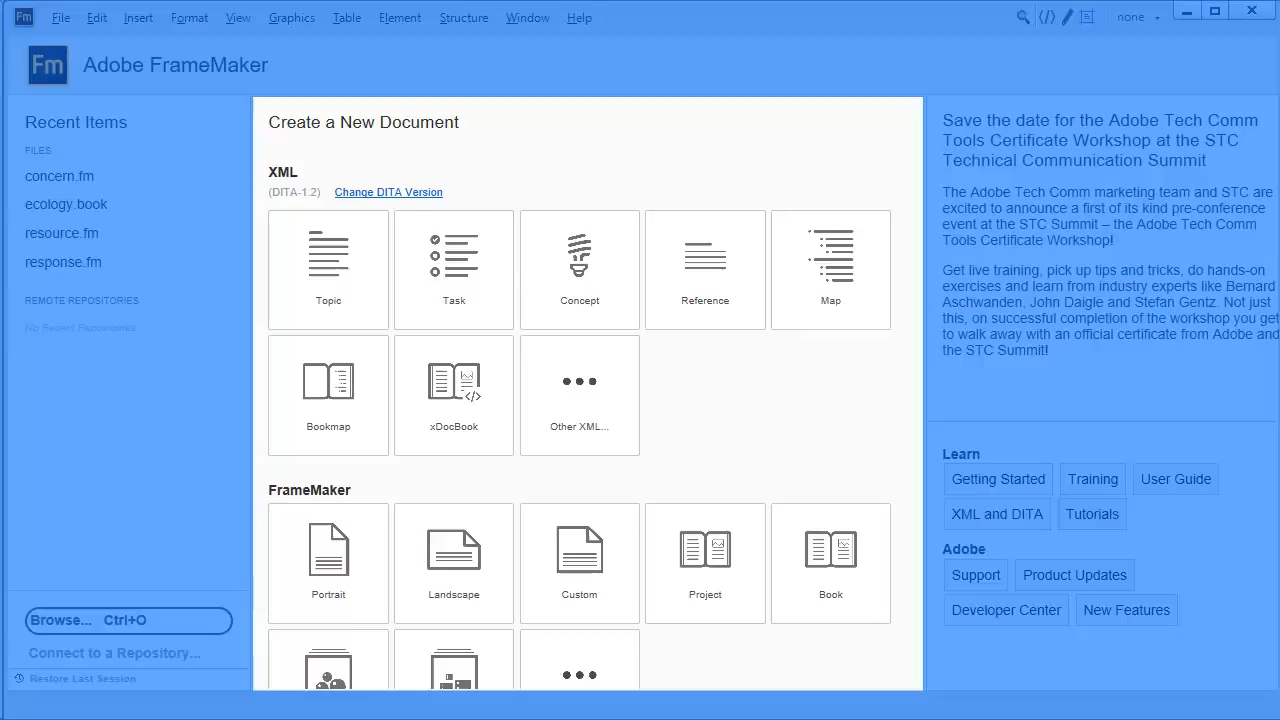 Fm File Edit Insert Format View Graphics Table Element Structure Window Help none
Fm Adobe FrameMaker
Recent Items
FILES
concern.fm
ecology.book
resource.fm
response.fm
REMOTE REPOSITORIES
No Recent Repositories
Browse... Ctrl+O
Connect to a Repository...
Restore Last Session
Create a New Document
XML
(DITA-1.2) Change DITA Version
Topic Task Concept Reference Map
Bookmap xDocBook Other XML...
FrameMaker
Portrait Landscape Custom Project Book
Save the date for the Adobe Tech Comm
Tools Certificate Workshop at the STC
Technical Communication Summit
The Adobe Tech Comm marketing team and STC are
excited to announce a first of its kind pre-conference
event at the STC Summit – the Adobe Tech Comm
Tools Certificate Workshop!
Get live training, pick up tips and tricks, do hands-on
exercises and learn from industry experts like Bernard
Aschwanden, John Daigle and Stefan Gentz. Not just
this, on successful completion of the workshop you get
to walk away with an official certificate from Adobe and
the STC Summit!
Learn
Getting Started Training User Guide
XML and DITA Tutorials
Adobe
Support Product Updates
Developer Center New Features